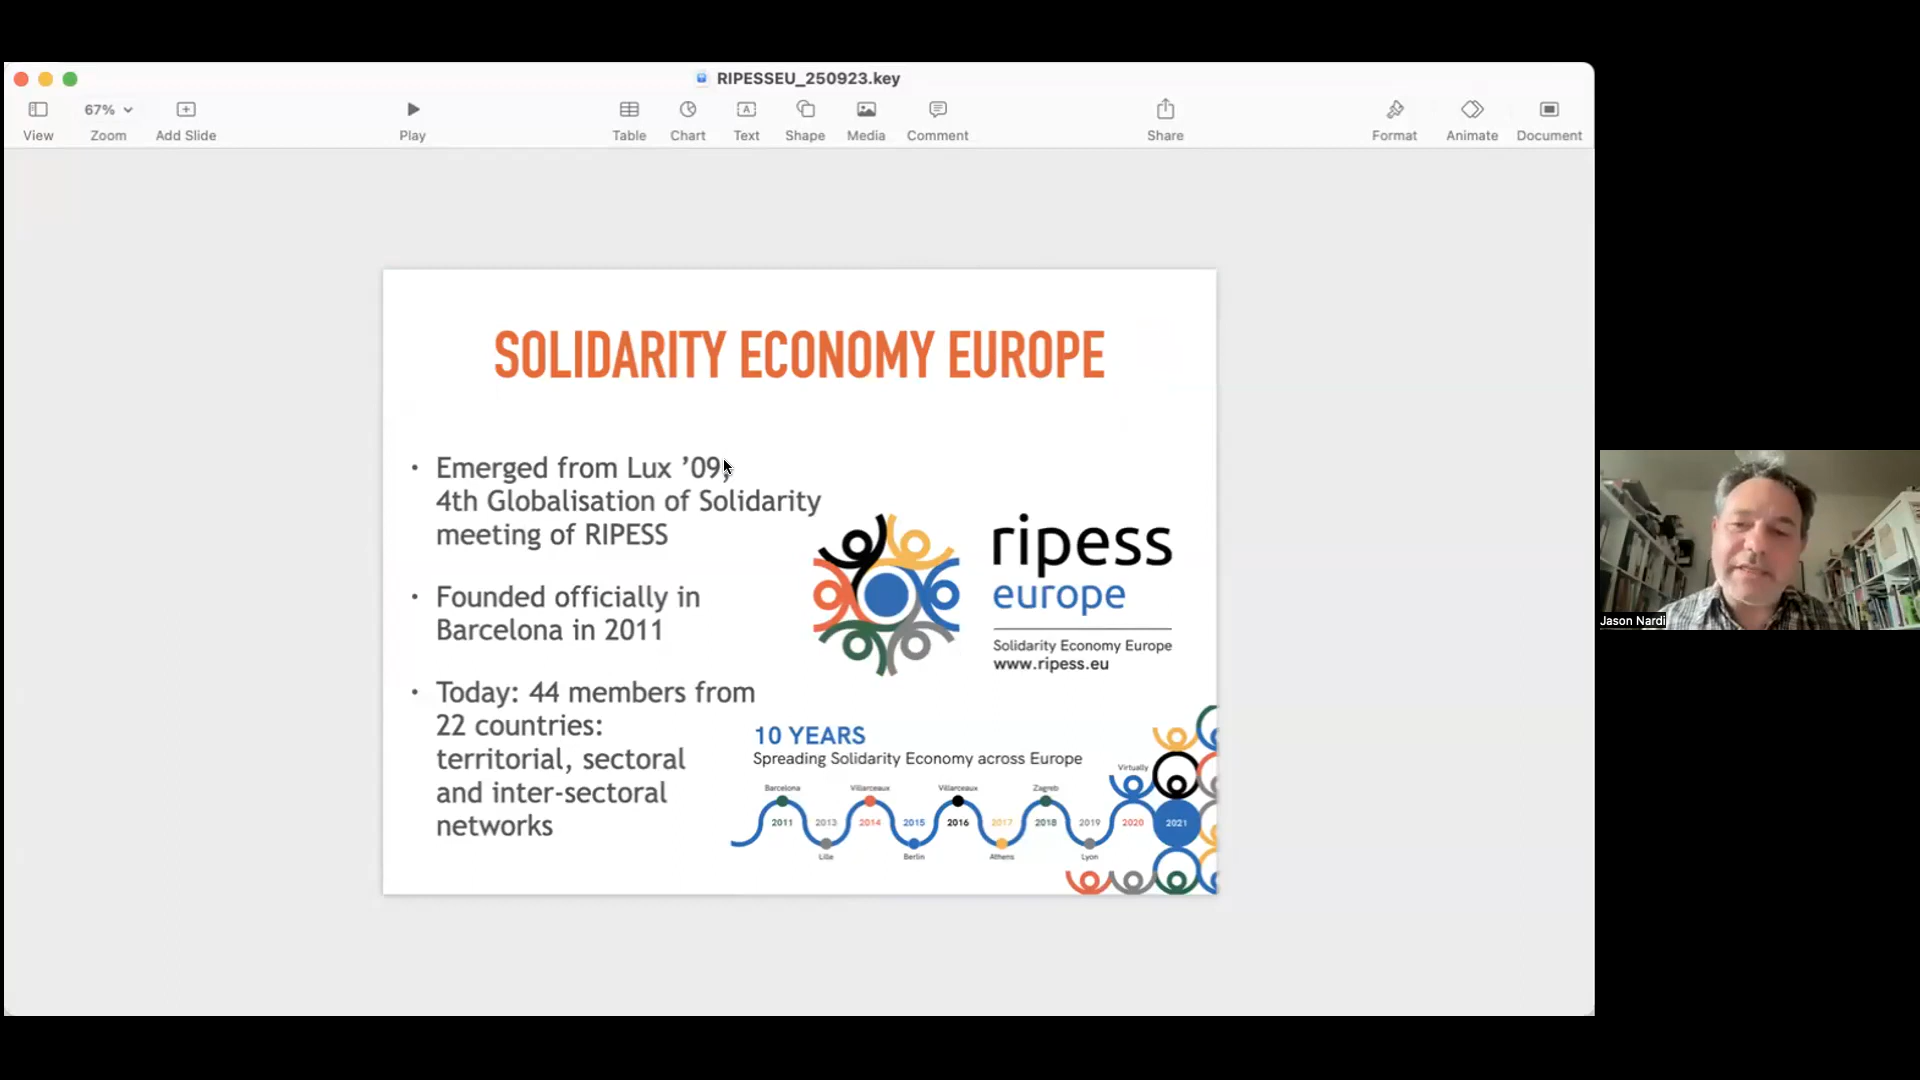 RIPESSEU_250923.key
67%
View Zoom Add Slide Play Table Chart Text Shape Media Comment Share Format Animate Document
SOLIDARITY ECONOMY EUROPE
• Emerged from Lux ’09,
4th Globalisation of Solidarity
meeting of RIPESS
• Founded officially in
Barcelona in 2011
• Today: 44 members from
22 countries:
territorial, sectoral
and inter-sectoral
networks
ripess
europe
Solidarity Economy Europe
www.ripess.eu
10 YEARS
Spreading Solidarity Economy across Europe
Virtually
Barcelona Villarceaux Villarceaux Zagreb
2011 2013 2014 2015 2016 2017 2018 2019 2020 2021
Lille Berlin Athens Lyon
Jason Nardi